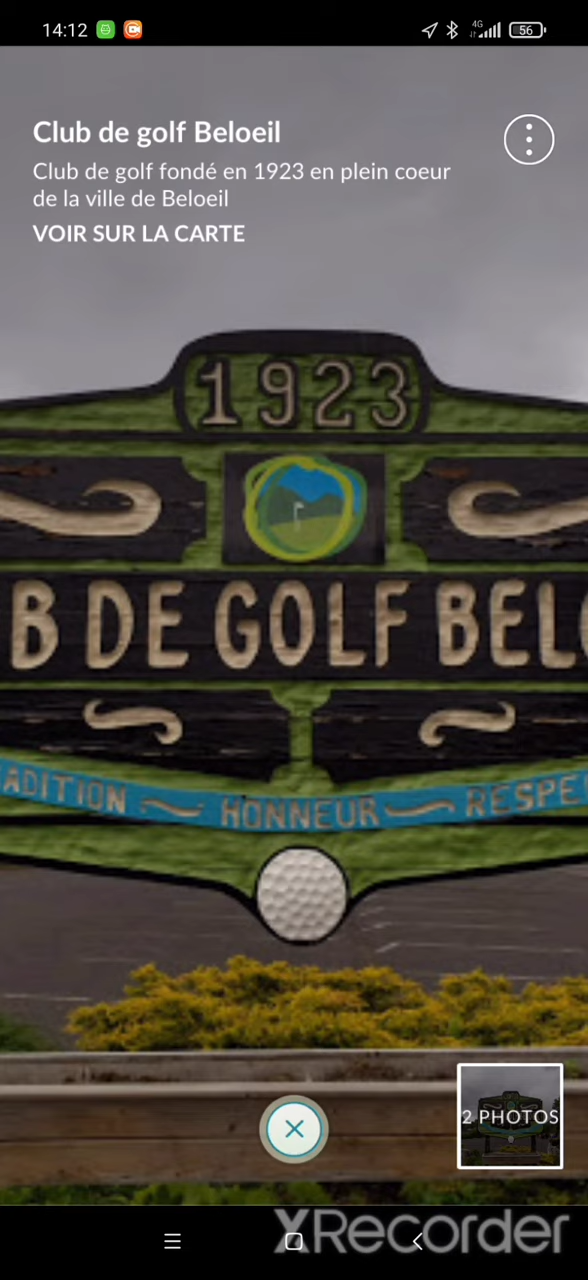 14:12
4G
56
Club de golf Beloeil
Club de golf fondé en 1923 en plein coeur
de la ville de Beloeil
VOIR SUR LA CARTE
1923
B DE GOLF BEL
ADITION HONNEUR RESPE
2 PHOTOS
XRecorder